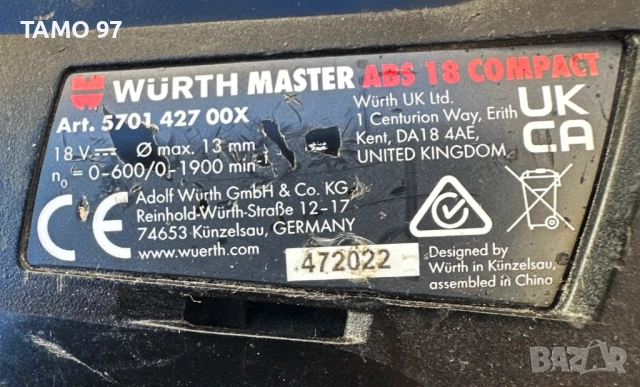 TAMO 97
WÜRTH MASTER ABS 18 COMPACT
Art. 5701 427 00X
18 V Ø max. 13 mm
n₀ = 0-600/0-1900 min⁻¹
Würth UK Ltd.
1 Centurion Way, Erith
Kent, DA18 4AE,
UNITED KINGDOM
UK
CA
CE
Adolf Würth GmbH & Co. KG
Reinhold-Würth-Straße 12-17
74653 Künzelsau, GERMANY
www.wuerth.com
472022
Designed by
Würth in Künzelsau,
assembled in China
BAZAR
bg